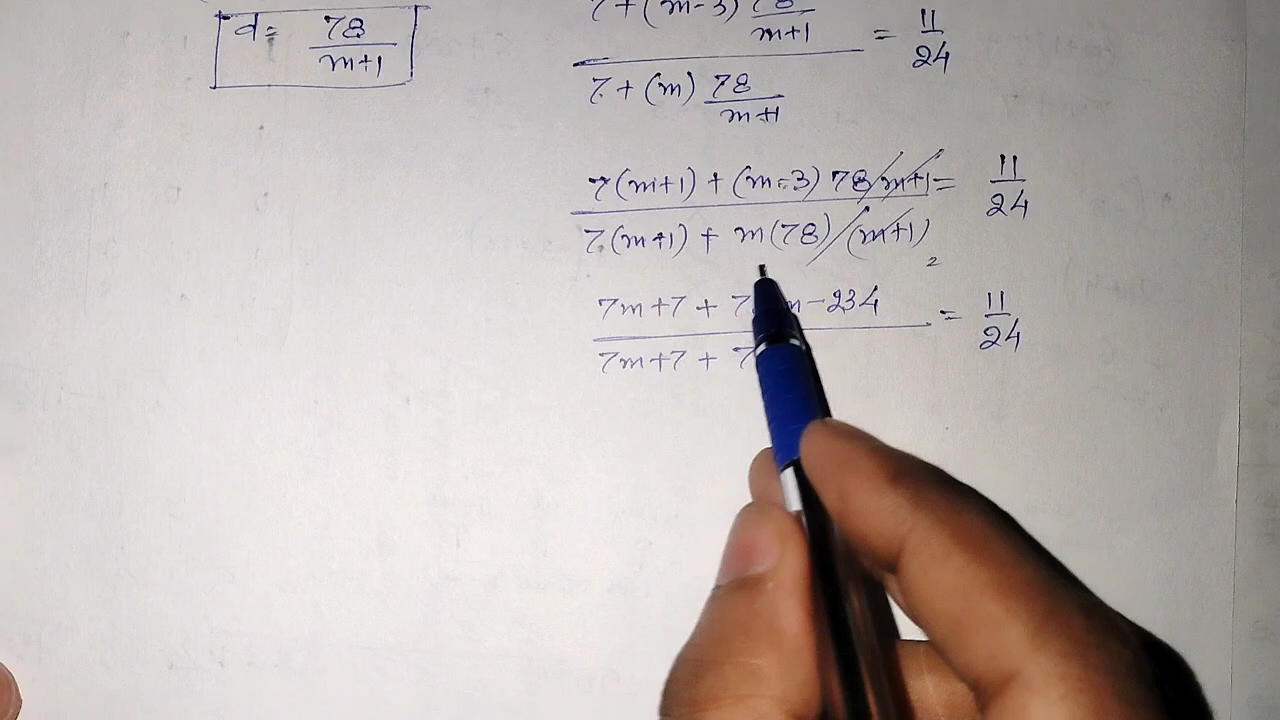 d = 78
m+1
7 + (m-3) 78
m+1
= 11
24
7 + (m) 78
m+1
7(m+1) + (m-3) 78/m+1 = 11
24
7(m+1) + m(78)/(m+1)
2
7m+7 + 7 m - 234 = 11
24
7m+7 + 7